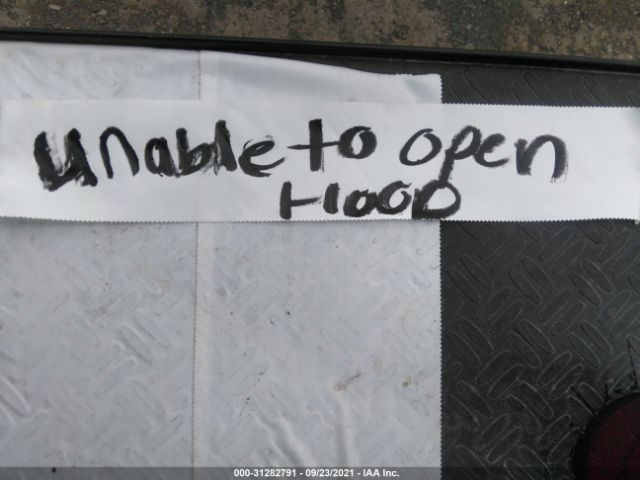 Unable to open
HOOD
000-31282791 - 09/23/2021 - IAA Inc.